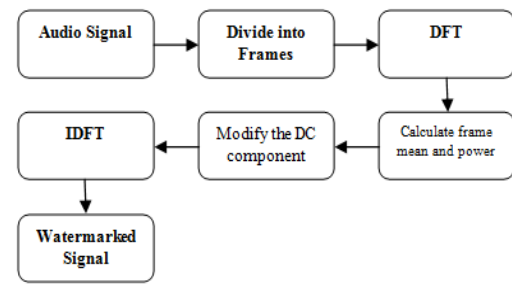 Audio Signal
Divide into
Frames
DFT
Calculate frame
mean and power
Modify the DC
component
IDFT
Watermarked
Signal